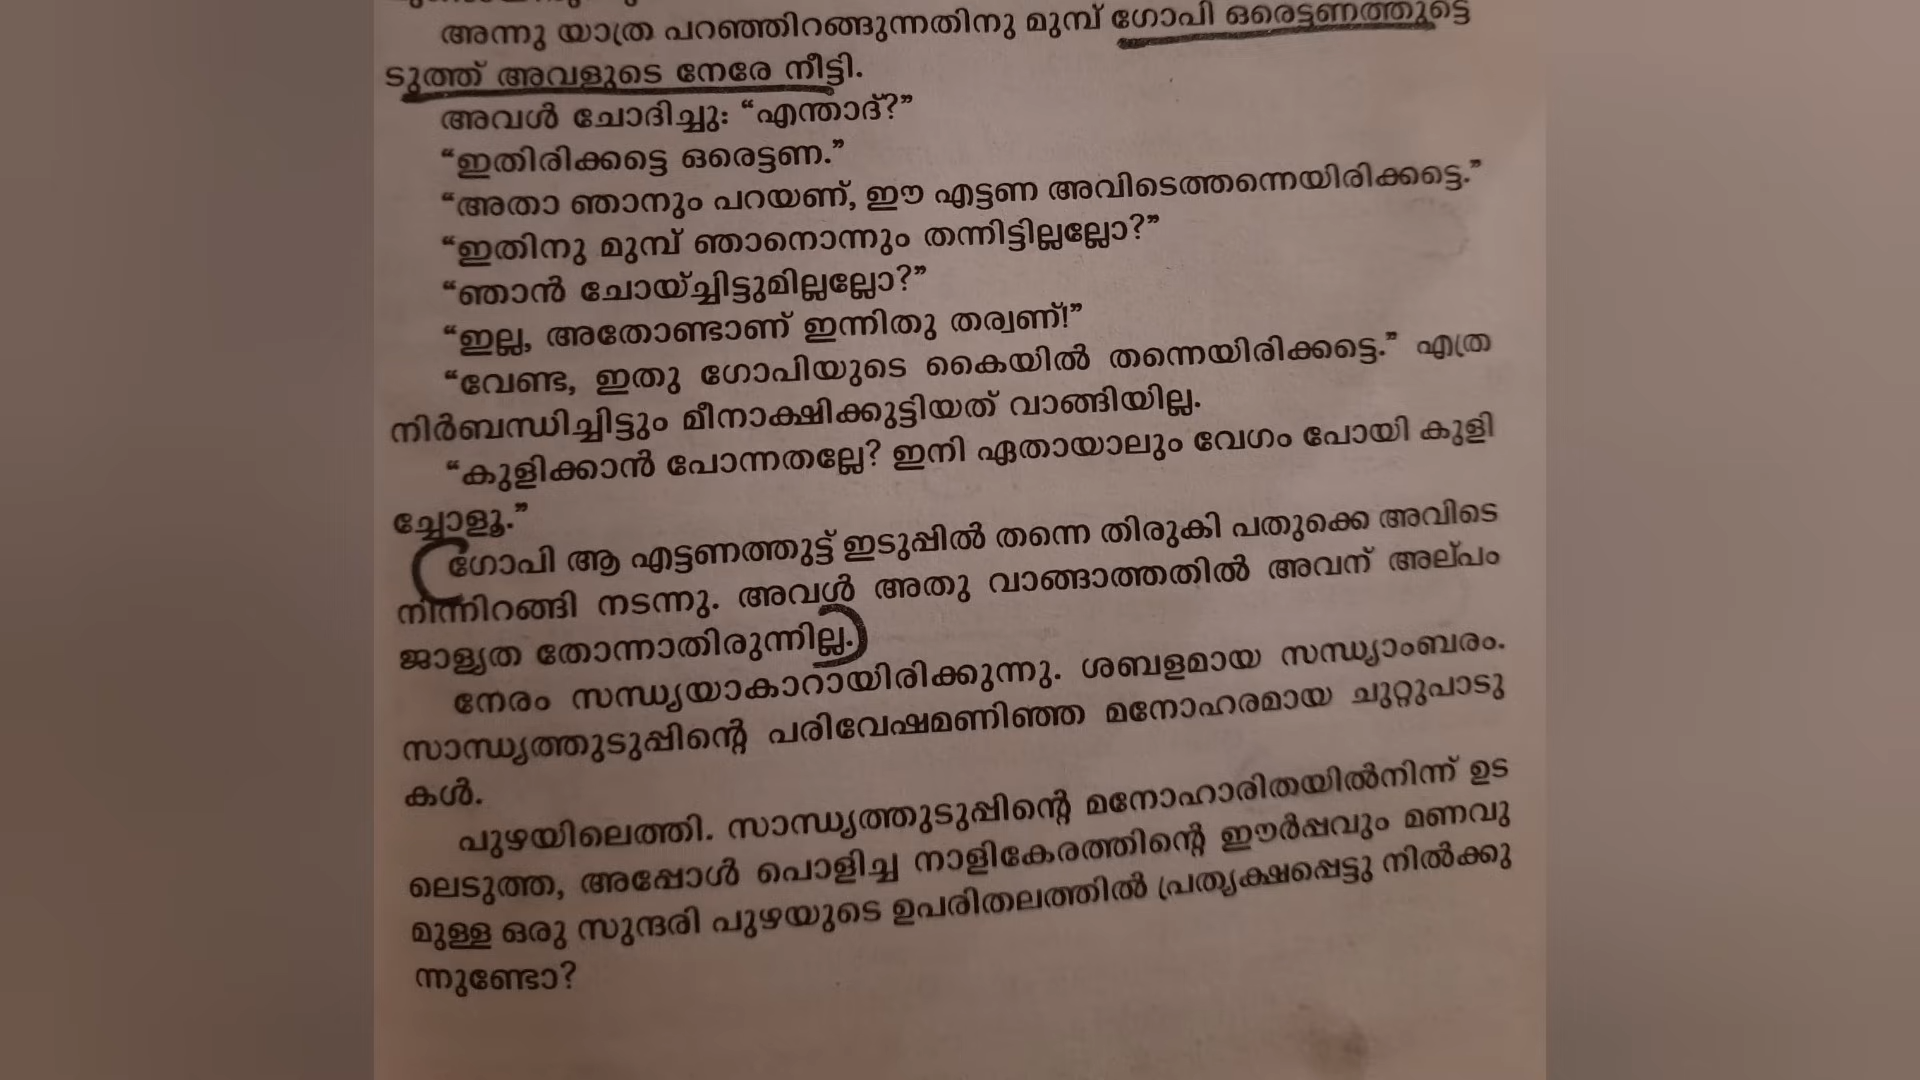 അന്നു യാത്ര പറഞ്ഞിറങ്ങുന്നതിനു മുമ്പ് ഗോപി ഒരെട്ടണത്തുട്ടെ
ടുത്ത് അവളുടെ നേരേ നീട്ടി.
അവൾ ചോദിച്ചു: “എന്താദ്?”
“ഇതിരിക്കട്ടെ ഒരെട്ടണ.”
“അതാ ഞാനും പറയണ്, ഈ എട്ടണ അവിടെത്തന്നെയിരിക്കട്ടെ.”
“ഇതിനു മുമ്പ് ഞാനൊന്നും തന്നിട്ടില്ലല്ലോ?”
“ഞാൻ ചോയ്ച്ചിട്ടുമില്ലല്ലോ?”
“ഇല്ല, അതോണ്ടാണ് ഇന്നിതു തര്വണ്!”
“വേണ്ട, ഇതു ഗോപിയുടെ കൈയിൽ തന്നെയിരിക്കട്ടെ.” എത്ര
നിർബന്ധിച്ചിട്ടും മീനാക്ഷിക്കുട്ടിയത് വാങ്ങിയില്ല.
“കുളിക്കാൻ പോന്നതല്ലേ? ഇനി ഏതായാലും വേഗം പോയി കുളി
ച്ചോളൂ.”
ഗോപി ആ എട്ടണത്തുട്ട് ഇടുപ്പിൽ തന്നെ തിരുകി പതുക്കെ അവിടെ
നിന്നിറങ്ങി നടന്നു. അവൾ അതു വാങ്ങാത്തതിൽ അവന് അല്പം
ജാള്യത തോന്നാതിരുന്നില്ല.
നേരം സന്ധ്യയാകാറായിരിക്കുന്നു. ശബളമായ സന്ധ്യാംബരം.
സാന്ധ്യത്തുടുപ്പിന്റെ പരിവേഷമണിഞ്ഞ മനോഹരമായ ചുറ്റുപാടു
കൾ.
പുഴയിലെത്തി. സാന്ധ്യത്തുടുപ്പിന്റെ മനോഹാരിതയിൽനിന്ന് ഉട
ലെടുത്ത, അപ്പോൾ പൊളിച്ച നാളികേരത്തിന്റെ ഈർപ്പവും മണവു
മുള്ള ഒരു സുന്ദരി പുഴയുടെ ഉപരിതലത്തിൽ പ്രത്യക്ഷപ്പെട്ടു നിൽക്കു
ന്നുണ്ടോ?